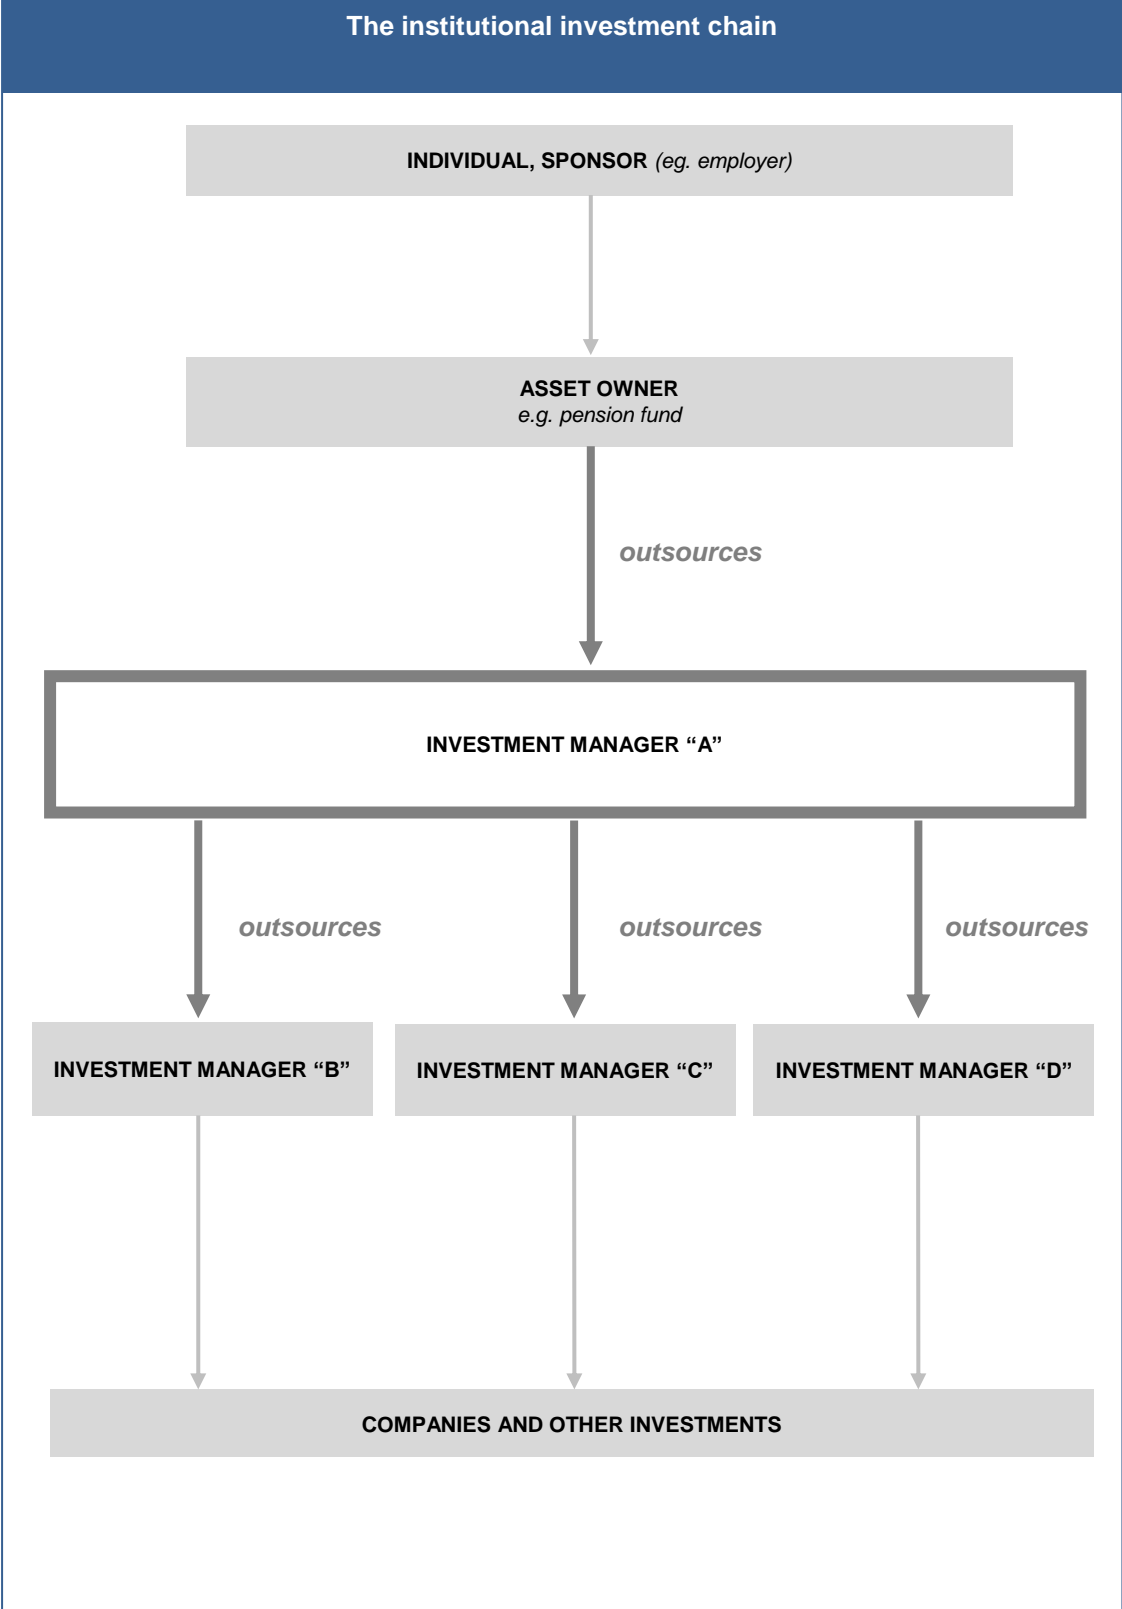 The institutional investment chain
INDIVIDUAL, SPONSOR (eg. employer)
ASSET OWNER
e.g. pension fund
outsources
INVESTMENT MANAGER “A”
outsources
outsources
outsources
INVESTMENT MANAGER “B”
INVESTMENT MANAGER “C”
INVESTMENT MANAGER “D”
COMPANIES AND OTHER INVESTMENTS